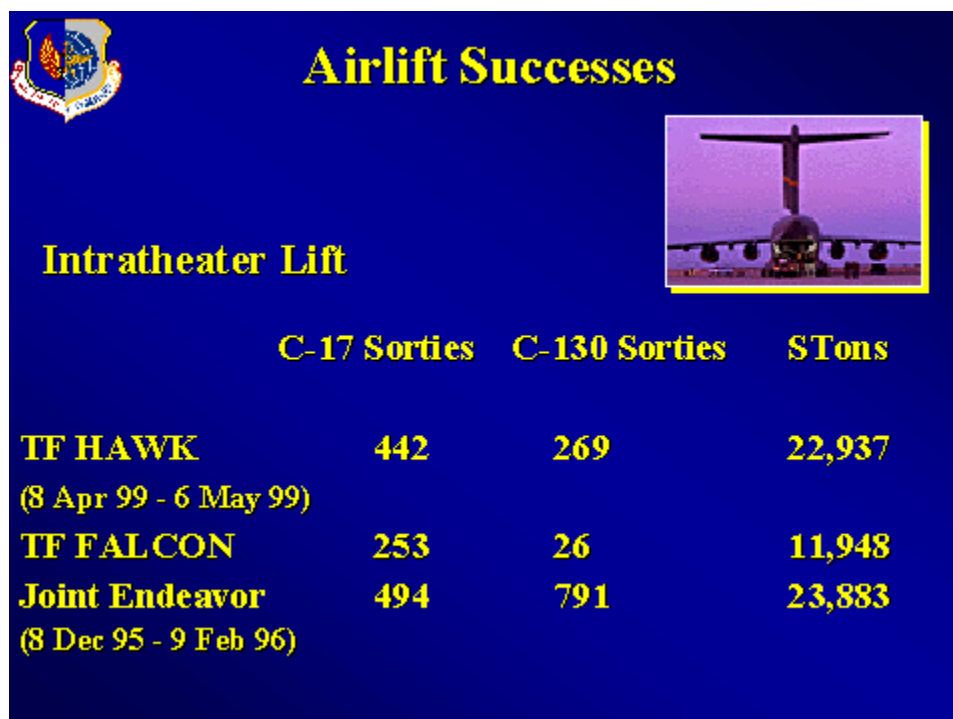 Airlift Successes
Intratheater Lift
C-17 Sorties C-130 Sorties STons
TF HAWK 442 269 22,937
(8 Apr 99 - 6 May 99)
TF FALCON 253 26 11,948
Joint Endeavor 494 791 23,883
(8 Dec 95 - 9 Feb 96)